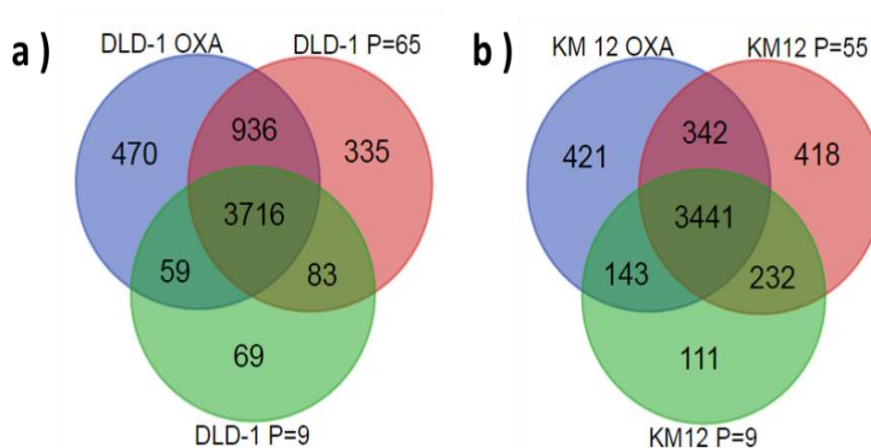 a )
DLD-1 OXA
DLD-1 P=65
470
936
335
3716
59
83
69
DLD-1 P=9
b )
KM 12 OXA
KM12 P=55
421
342
418
3441
143
232
111
KM12 P=9